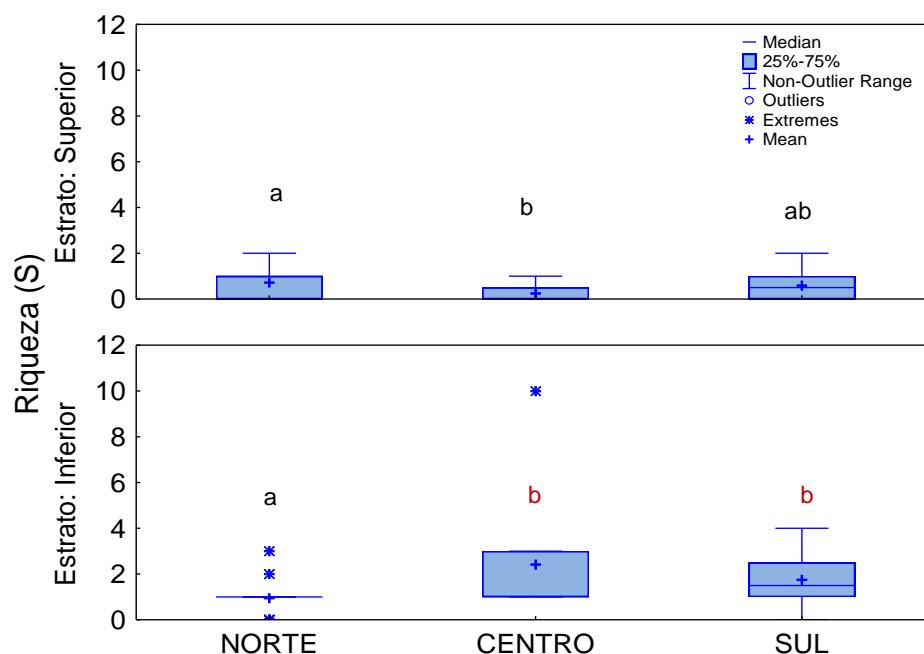 Riqueza (S)
Estrato: Superior
12
10
8
6
4
2
0
Median
25%-75%
Non-Outlier Range
Outliers
Extremes
Mean
a
b
ab
Estrato: Inferior
12
10
8
6
4
2
0
a
b
b
NORTE
CENTRO
SUL